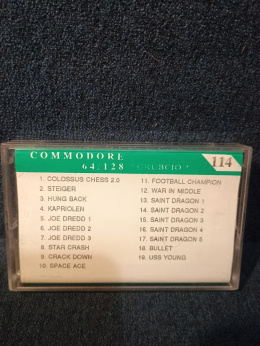 COMMODORE
64 128
114
1. COLOSSUS CHESS 2.0
2. STEIGER
3. HUNG BACK
4. KAPRIOLEN
5. JOE DREDD 1
6. JOE DREDD 2
7. JOE DREDD 3
8. STAR CRASH
9. CRACK DOWN
10. SPACE ACE
11. FOOTBALL CHAMPION
12. WAR IN MIDDLE
13. SAINT DRAGON 1
14. SAINT DRAGON 2
15. SAINT DRAGON 3
16. SAINT DRAGON 4
17. SAINT DRAGON 5
18. BULLET
19. USS YOUNG